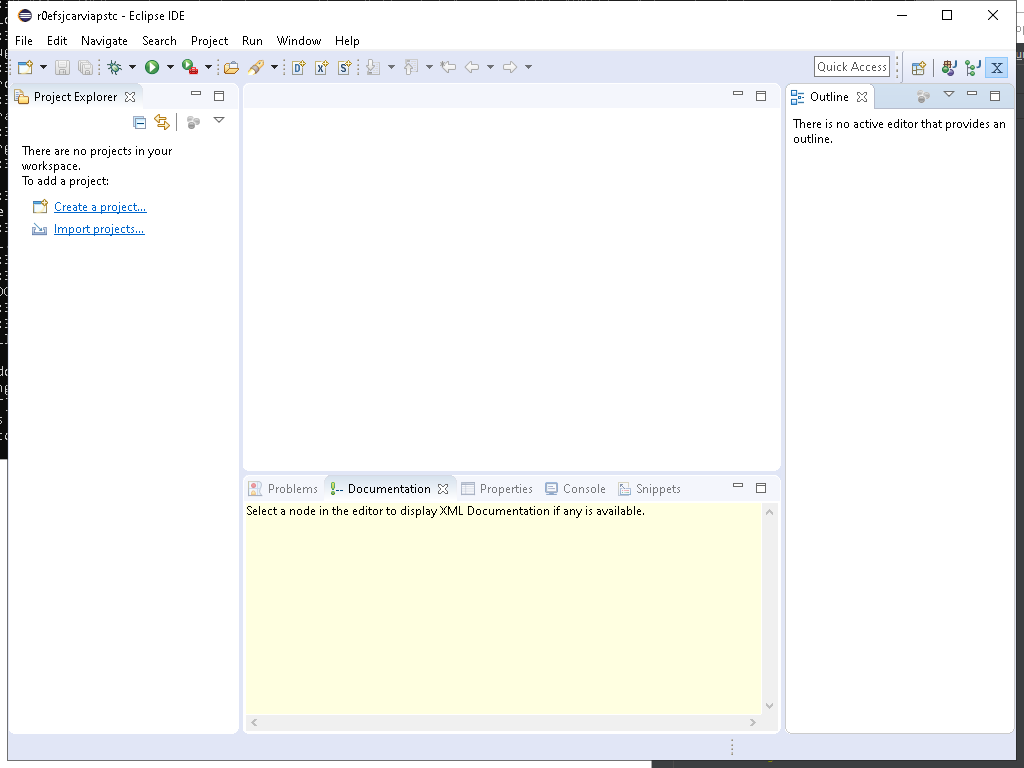 r0efsjcarviapstc - Eclipse IDE
File Edit Navigate Search Project Run Window Help
Quick Access
Project Explorer
Outline
There are no projects in your
workspace.
To add a project:
Create a project...
Import projects...
There is no active editor that provides an
outline.
Problems Documentation Properties Console Snippets
Select a node in the editor to display XML Documentation if any is available.